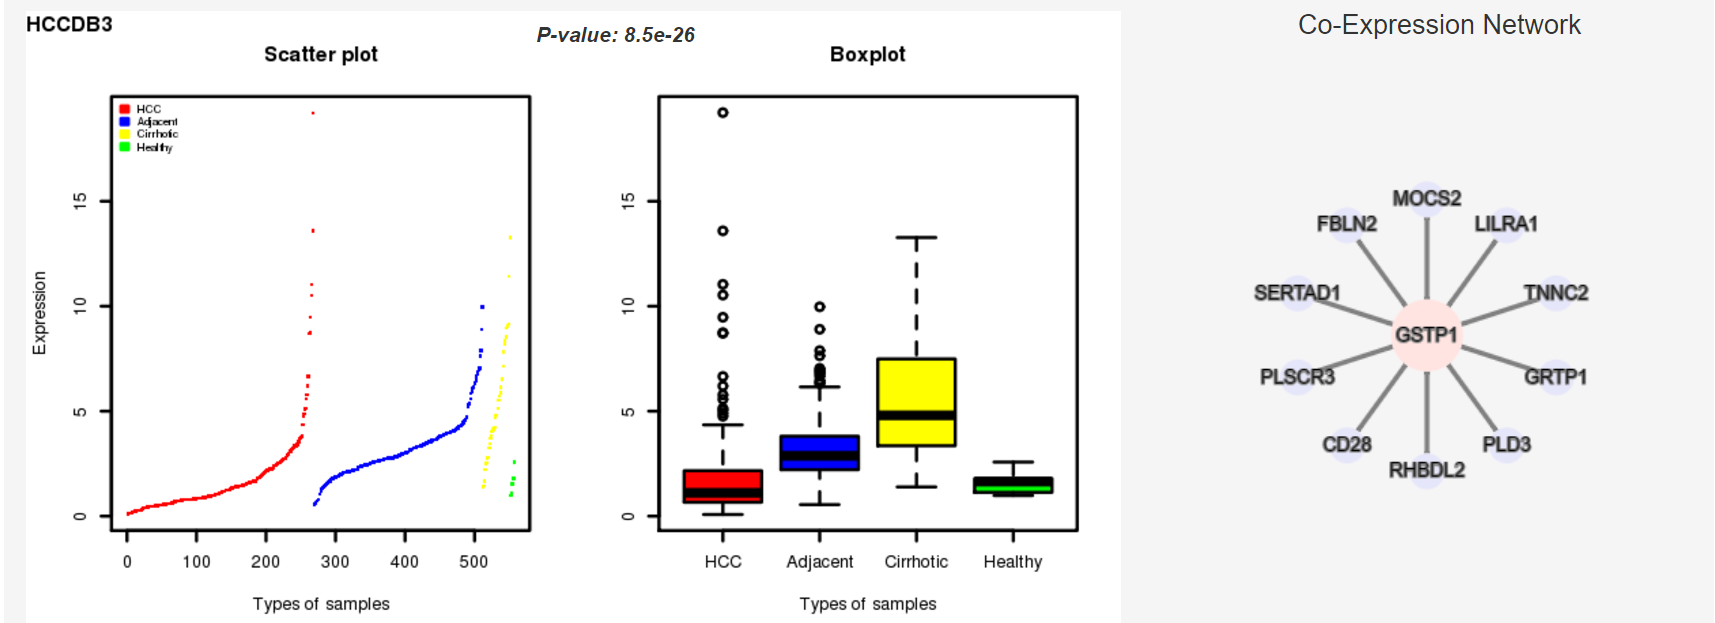 HCCDB3
P-value: 8.5e-26
Scatter plot
HCC
Adjacent
Cirrhotic
Healthy
Expression
15
10
5
0
0 100 200 300 400 500
Types of samples
Boxplot
15
10
5
0
HCC Adjacent Cirrhotic Healthy
Types of samples
Co-Expression Network
MOCS2
FBLN2 LILRA1
SERTAD1 TNNC2
GSTP1
PLSCR3 GRTP1
CD28 PLD3
RHBDL2